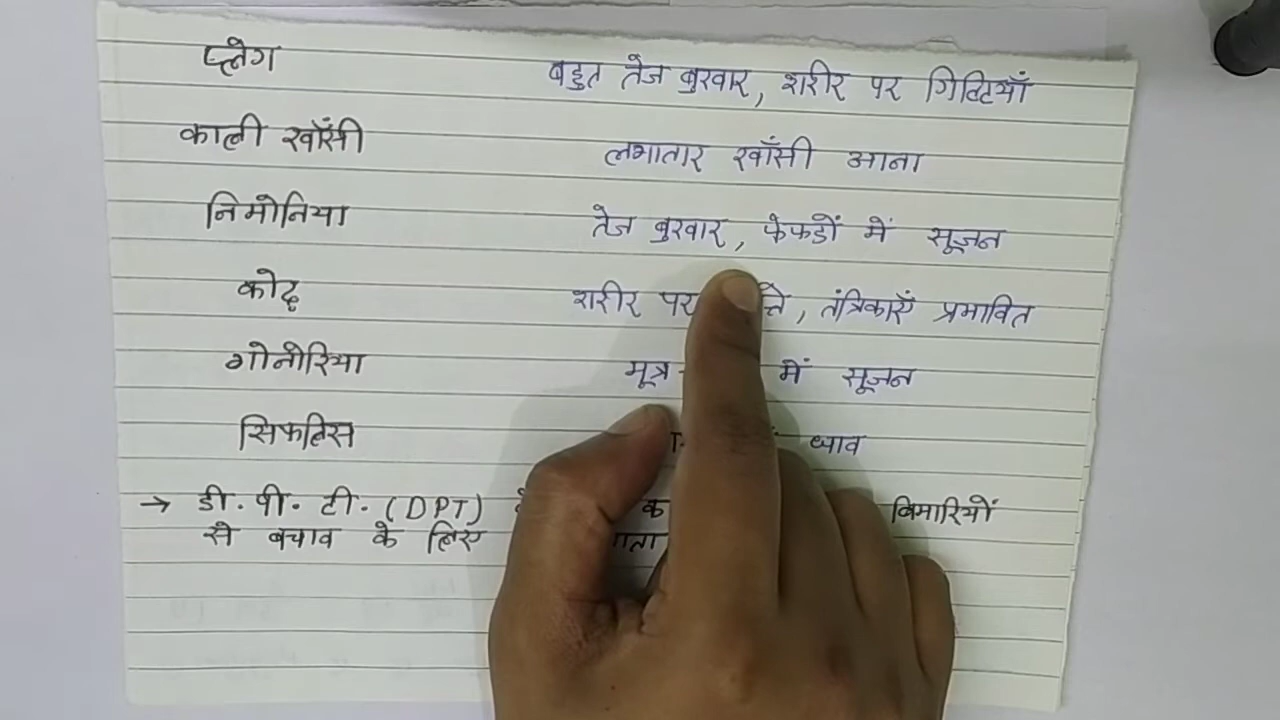 प्लेग बहुत तेज बुखार, शरीर पर गिल्टियाँ
काली खाँसी लगातार खाँसी आना
निमोनिया तेज बुखार, फेफडों में सूजन
कोढ़ शरीर पर, तंत्रिकाएँ प्रभावित
गोनोरिया मूत्र में सूजन
सिफलिस घाव
→ डी. पी. टी. (DPT) बिमारियों
से बचाव के लिए